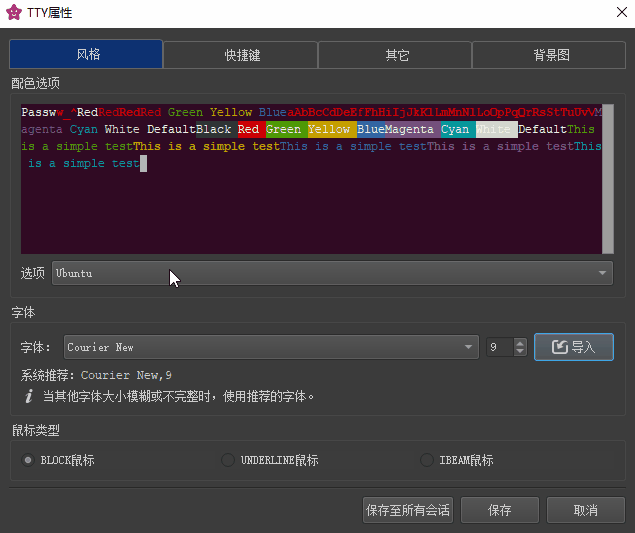 TTY属性
风格 快捷键 其它 背景图
配色选项
Passww_^RedRedRedRed Green Yellow BlueaAbBcCdDeEfFhHiIjJkKlLmMnNlLoOpPqQrRsStTuUvVM
agenta Cyan White DefaultBlack Red Green Yellow BlueMagenta Cyan White DefaultThis
is a simple testThis is a simple testThis is a simple testThis is a simple testThis
is a simple test
选项 Ubuntu
字体
字体: Courier New 9 导入
系统推荐: Courier New,9
当其他字体大小模糊或不完整时，使用推荐的字体。
鼠标类型
BLOCK鼠标 UNDERLINE鼠标 IBEAM鼠标
保存至所有会话 保存 取消